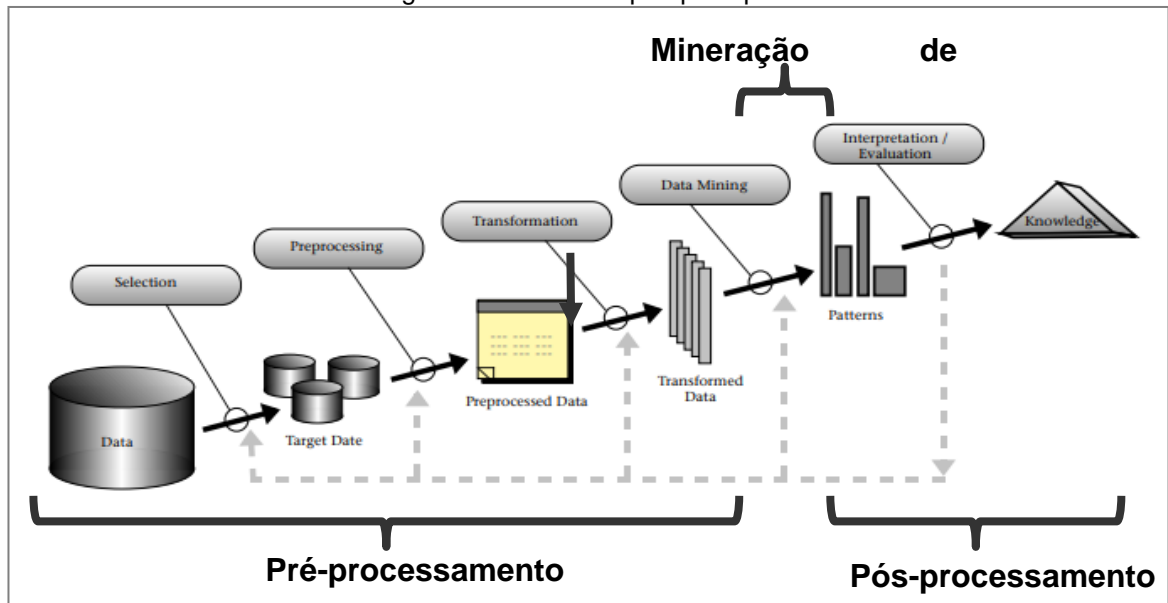 Mineração de
Interpretation /
Evaluation
Data Mining
Transformation
Preprocessing
Selection
Knowledge
Patterns
Transformed
Data
Preprocessed Data
Target Date
Data
Pré-processamento
Pós-processamento